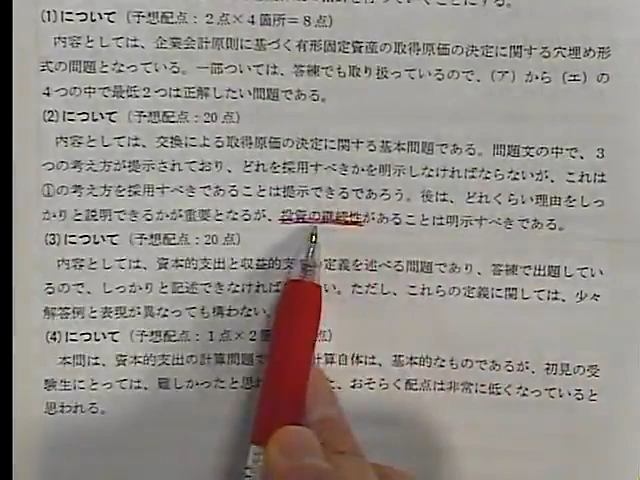 (1)について（予想配点：２点×４箇所＝８点）
内容としては、企業会計原則に基づく有形固定資産の取得原価の決定に関する穴埋め形
式の問題となっている。一部ついては、答練でも取り扱っているので、（ア）から（エ）の
４つの中で最低２つは正解したい問題である。
(2)について（予想配点：20点）
内容としては、交換による取得原価の決定に関する基本問題である。問題文の中で、３
つの考え方が提示されており、どれを採用すべきかを明示しなければならないが、これは
①の考え方を採用すべきであることは提示できるであろう。後は、どれくらい理由をしっ
かりと説明できるかが重要となるが、投資の継続性があることは明示すべきである。
(3)について（予想配点：20点）
内容としては、資本的支出と収益的支 定義を述べる問題であり、答練で出題してい
るので、しっかりと記述できなければ い。ただし、これらの定義に関しては、少々
解答例と表現が異なっても構わない
(4)について（予想配点：１点×２ 点）
本問は、資本的支出の計算問題で 計算自体は、基本的なものであるが、初見の受
験生にとっては、難しかったと思 、おそらく配点は非常に低くなっていると
思われる。